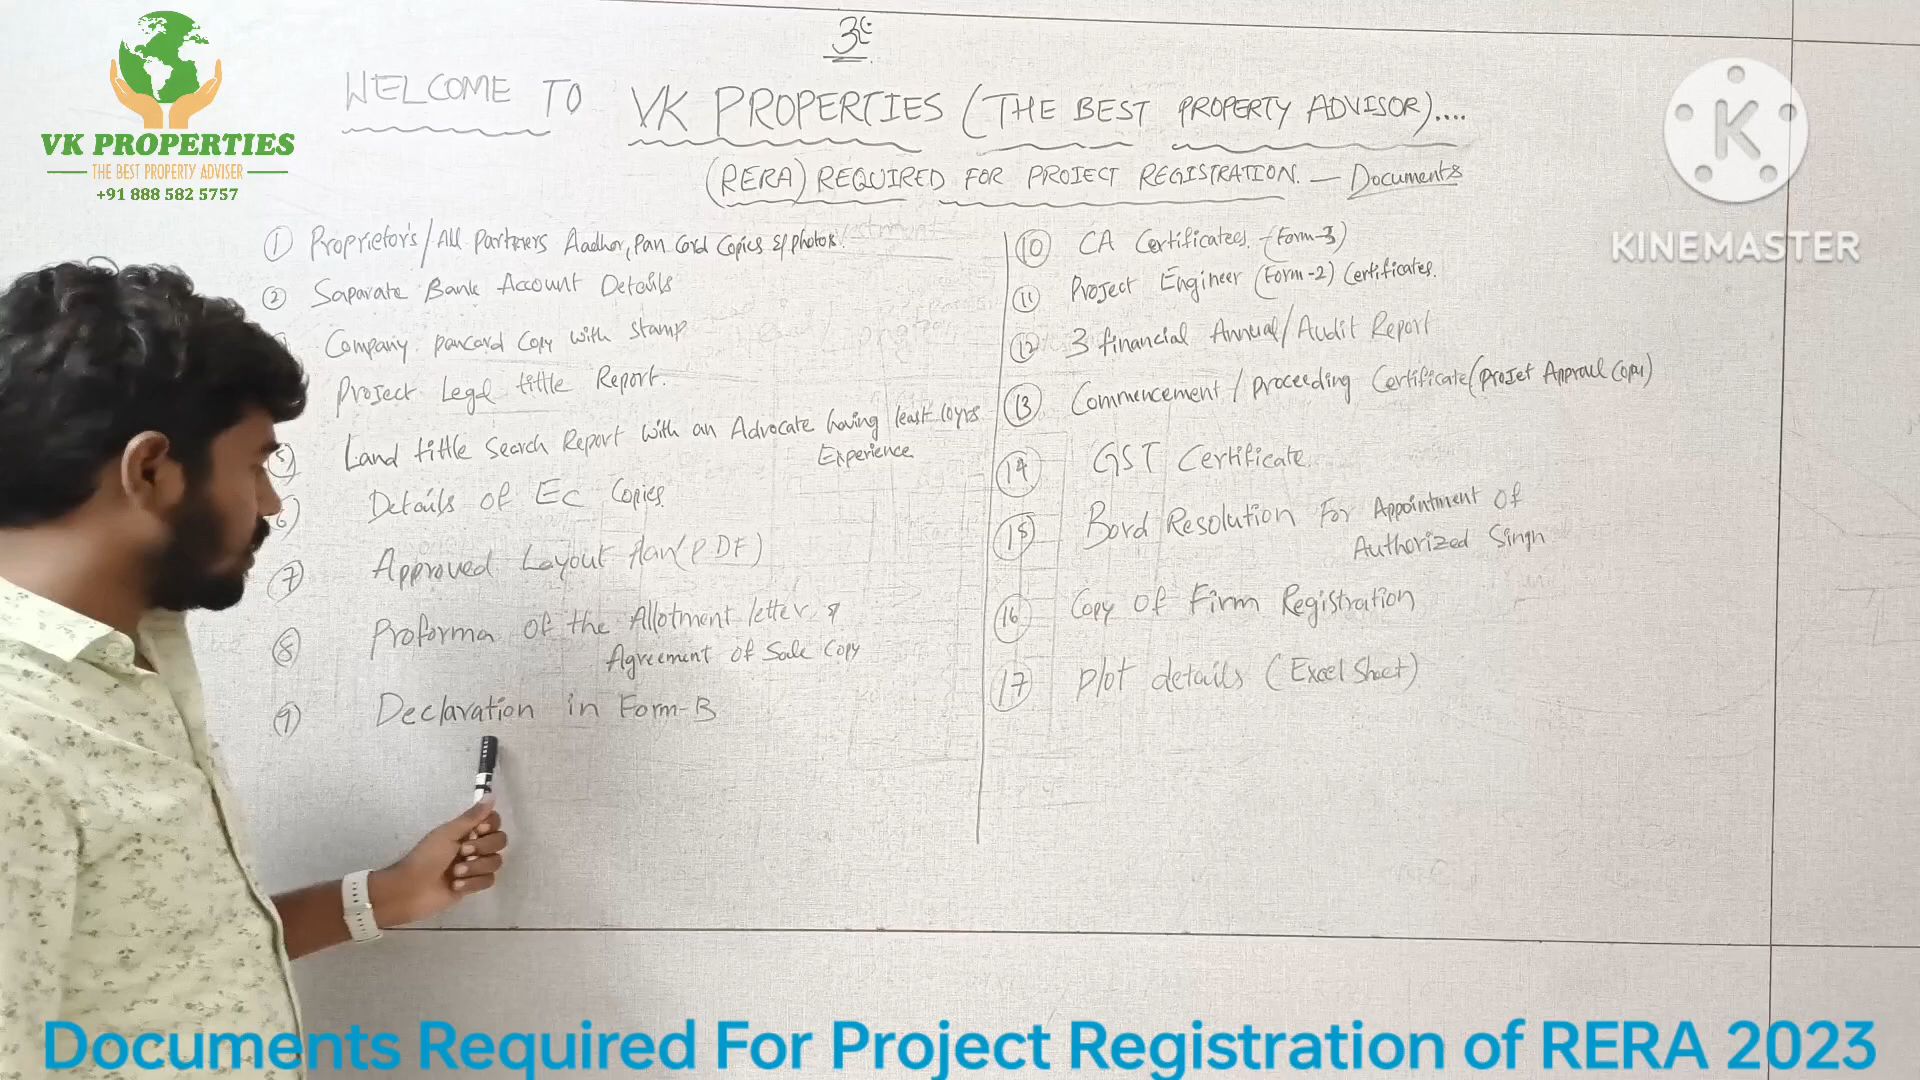 VK PROPERTIES
THE BEST PROPERTY ADVISER
+91 888 582 5757
WELCOME TO VK PROPERTIES (THE BEST PROPERTY ADVISOR)....
(RERA) REQUIRED FOR PROJECT REGISTRATION. — Documents
K
KINEMASTER
① Proprietor's/All Partners Aadhar, Pan Card Copies & photos.
② Saparate Bank Account Details
Company pancard Copy with stamp
Project Legal tittle Report.
⑤ Land tittle Search Report with an Advocate having least 10yrs
Experience
⑥ Details of EC Copies.
⑦ Approved Layout Plan (PDF)
⑧ Proforma of the Allotment letter &
Agreement of Sale Copy
⑨ Declaration in Form-B
⑩ CA Certificatees. (Form-3)
⑪ Project Engineer (Form-2) Certificates.
⑫ 3 financial Annual/Audit Report
⑬ Commencement / proceeding Certificate (Projet Approual Copy)
⑭ GST Certificate.
⑮ Bord Resolution For Appointment Of
Authorized Singn
⑯ Copy Of Firm Registration
⑰ Plot details (Excel Sheet)
Documents Required For Project Registration of RERA 2023